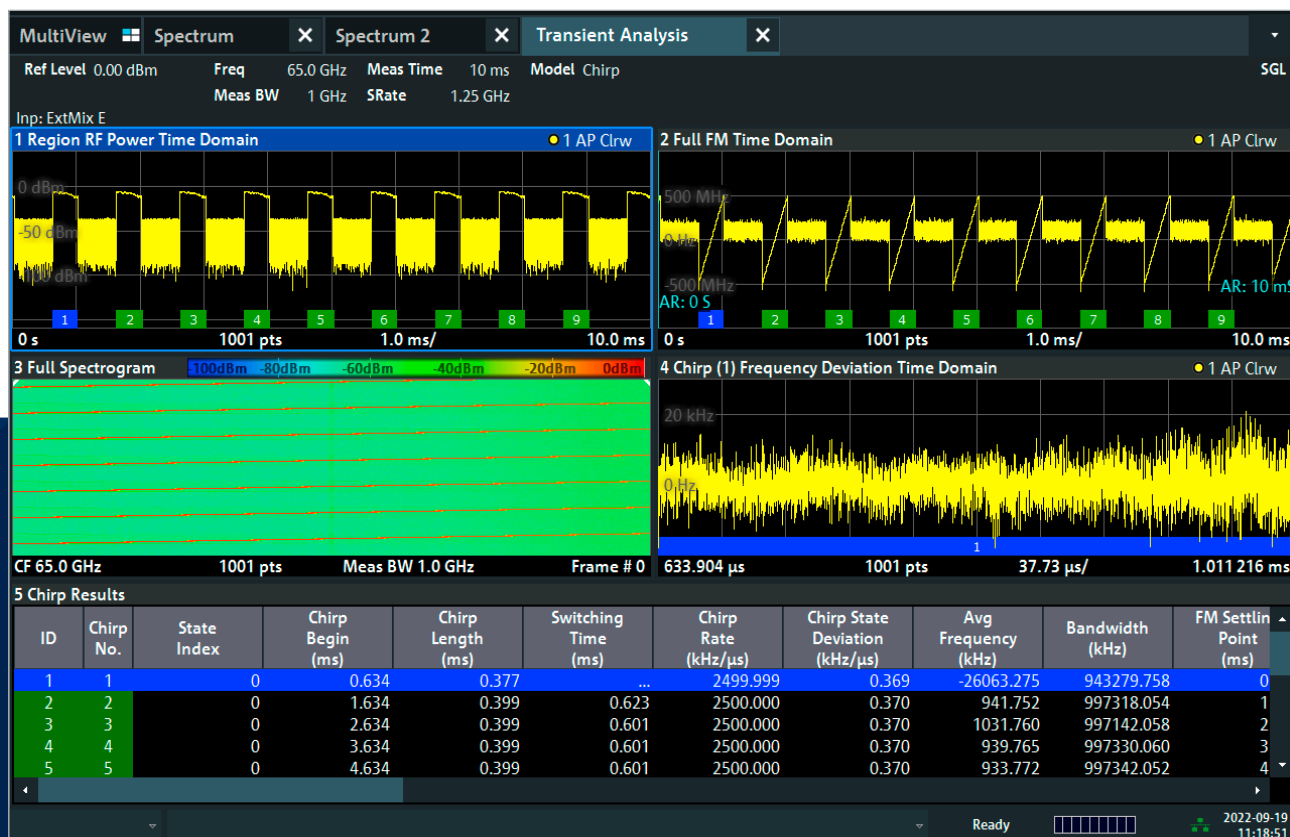 MultiView Spectrum Spectrum 2 Transient Analysis
Ref Level 0.00 dBm Freq 65.0 GHz Meas Time 10 ms Model Chirp SGL
Meas BW 1 GHz SRate 1.25 GHz
Inp: ExtMix E
1 Region RF Power Time Domain 1 AP Clrw
0 dBm
-50 dBm
-100 dBm
1 2 3 4 5 6 7 8 9
0 s 1001 pts 1.0 ms/ 10.0 ms
2 Full FM Time Domain 1 AP Clrw
500 MHz
0 Hz
-500 MHz
AR: 0 S AR: 10 mS
1 2 3 4 5 6 7 8 9
0 s 1001 pts 1.0 ms/ 10.0 ms
3 Full Spectrogram -100dBm -80dBm -60dBm -40dBm -20dBm 0dBm
CF 65.0 GHz 1001 pts Meas BW 1.0 GHz Frame # 0
4 Chirp (1) Frequency Deviation Time Domain 1 AP Clrw
20 kHz
0 Hz
1
633.904 µs 1001 pts 37.73 µs/ 1.011 216 ms
5 Chirp Results
ID Chirp No. State Index Chirp Begin (ms) Chirp Length (ms) Switching Time (ms) Chirp Rate (kHz/µs) Chirp State Deviation (kHz/µs) Avg Frequency (kHz) Bandwidth (kHz) FM Settlin Point (ms)
1 1 0 0.634 0.377 ... 2499.999 0.369 -26063.275 943279.758 0
2 2 0 1.634 0.399 0.623 2500.000 0.370 941.752 997318.054 1
3 3 0 2.634 0.399 0.601 2500.000 0.370 1031.760 997142.058 2
4 4 0 3.634 0.399 0.601 2500.000 0.370 939.765 997330.060 3
5 5 0 4.634 0.399 0.601 2500.000 0.370 933.772 997342.052 4
Ready 2022-09-19
11:18:51